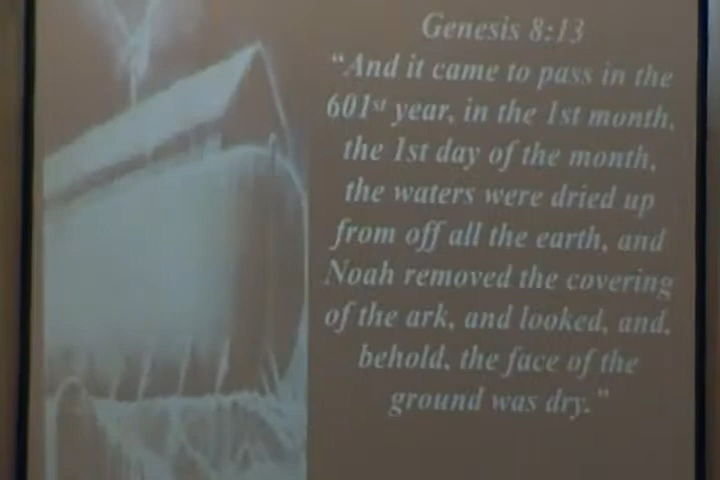 Genesis 8:13
“And it came to pass in the
601st year, in the 1st month,
the 1st day of the month,
the waters were dried up
from off all the earth, and
Noah removed the covering
of the ark, and looked, and,
behold, the face of the
ground was dry.”